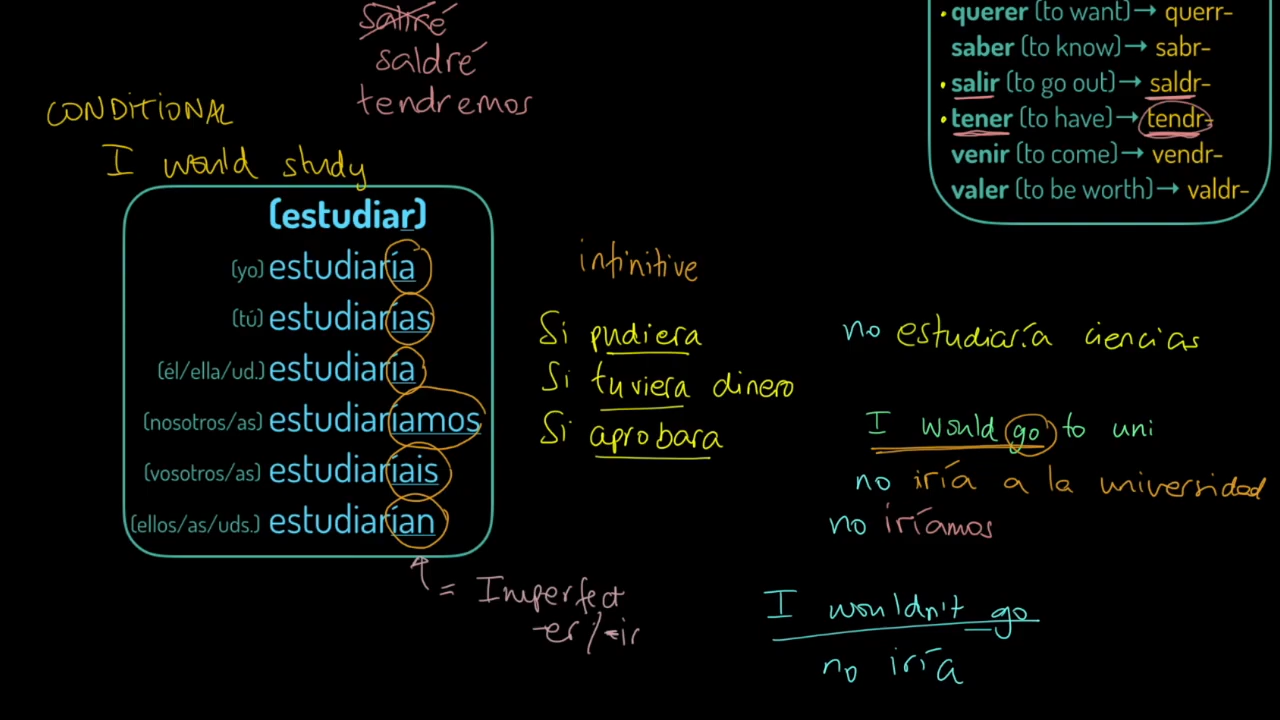 saliré
saldré
tendremos
querer (to want)→ querr-
saber (to know)→ sabr-
salir (to go out)→ saldr-
tener (to have)→ tendr-
venir (to come)→ vendr-
valer (to be worth)→ valdr-
CONDITIONAL
I would study
(estudiar)
(yo) estudiaría
(tú) estudiarías
(él/ella/ud.) estudiaría
(nosotros/as) estudiaríamos
(vosotros/as) estudiaríais
(ellos/as/uds.) estudiarían
= Imperfect
-er/-ir
infinitive
Si pudiera
Si tuviera dinero
Si aprobara
no estudiaría ciencias
I would go to uni
no iría a la universidad
no iríamos
I wouldn't go
no iría